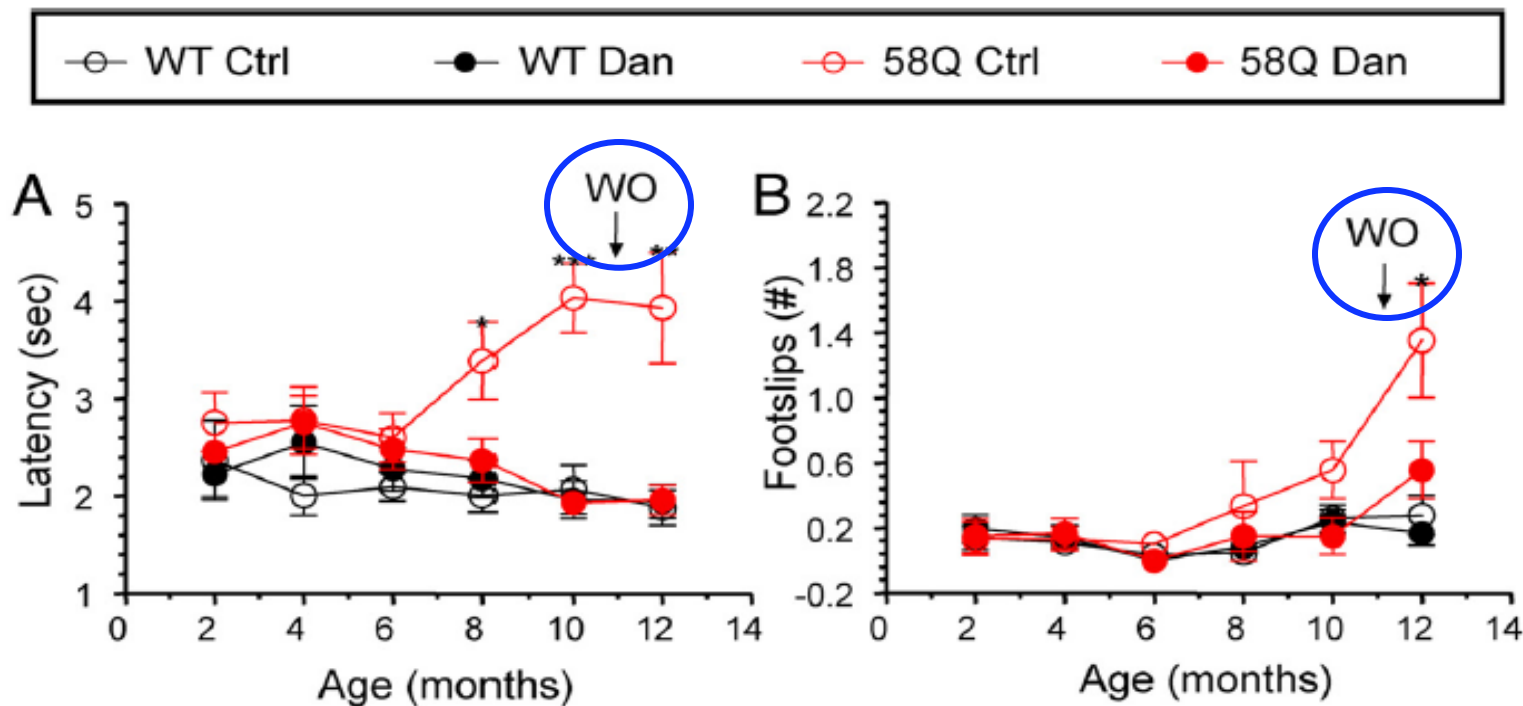 WT Ctrl WT Dan 58Q Ctrl 58Q Dan
A
WO
Latency (sec)
5
4
3
2
1
*
***
**
0 2 4 6 8 10 12 14
Age (months)
B
WO
Footslips (#)
2.2
1.8
1.4
1.0
0.6
0.2
-0.2
*
0 2 4 6 8 10 12 14
Age (months)